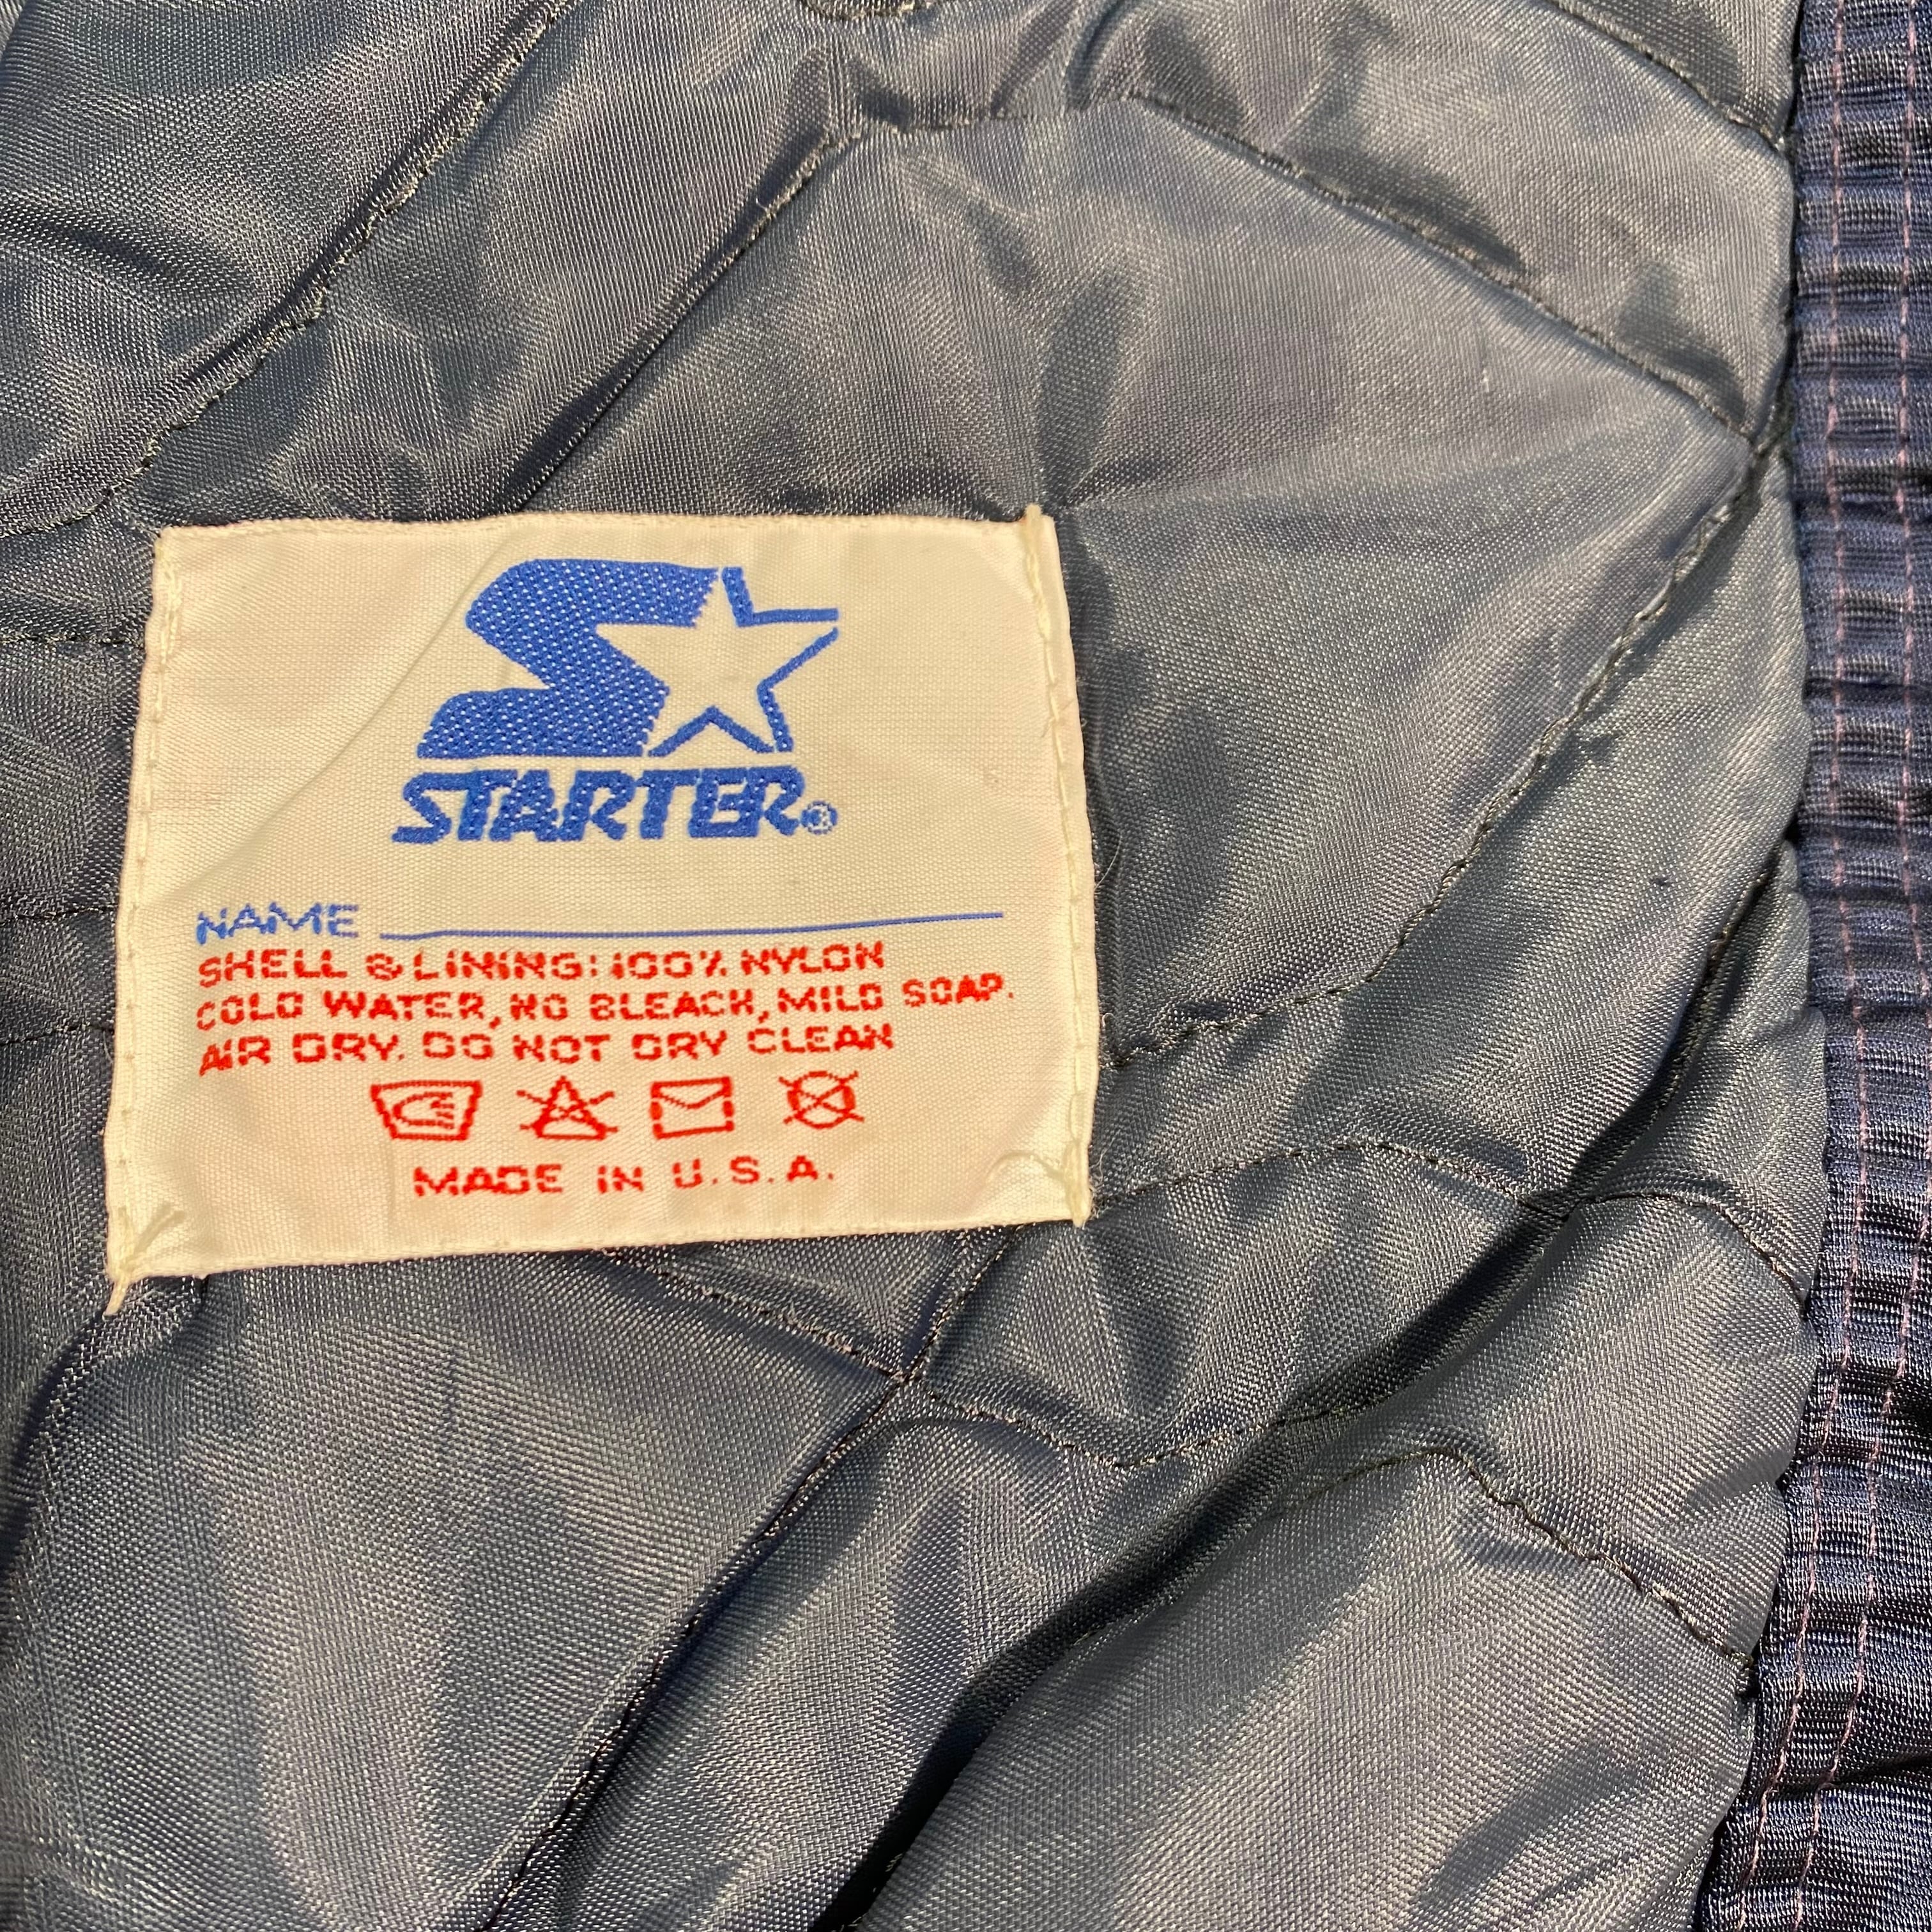 STARTER®
NAME
SHELL & LINING: 100% NYLON
COLD WATER, NO BLEACH, MILD SOAP.
AIR DRY. DO NOT DRY CLEAN
MADE IN U.S.A.